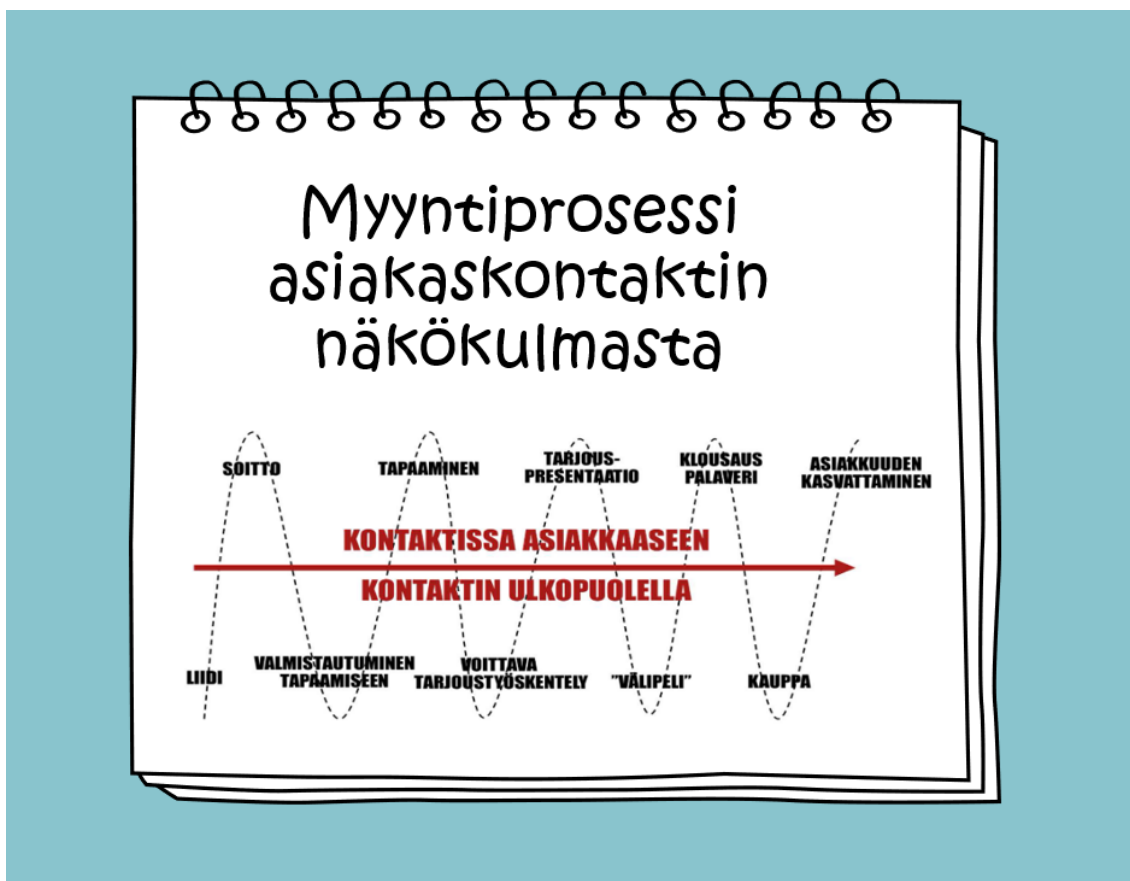 Myyntiprosessi
asiakaskontaktin
näkökulmasta
SOITTO
TAPAAMINEN
TARJOUS-
PRESENTAATIO
KLOUSAUS
PALAVERI
ASIAKKUUDEN
KASVATTAMINEN
KONTAKTISSA ASIAKKAASEEN
KONTAKTIN ULKOPUOLELLA
LIIDI
VALMISTAUTUMINEN
TAPAAMISEEN
VOITTAVA
TARJOUSTYÖSKENTELY
"VÄLIPELI"
KAUPPA